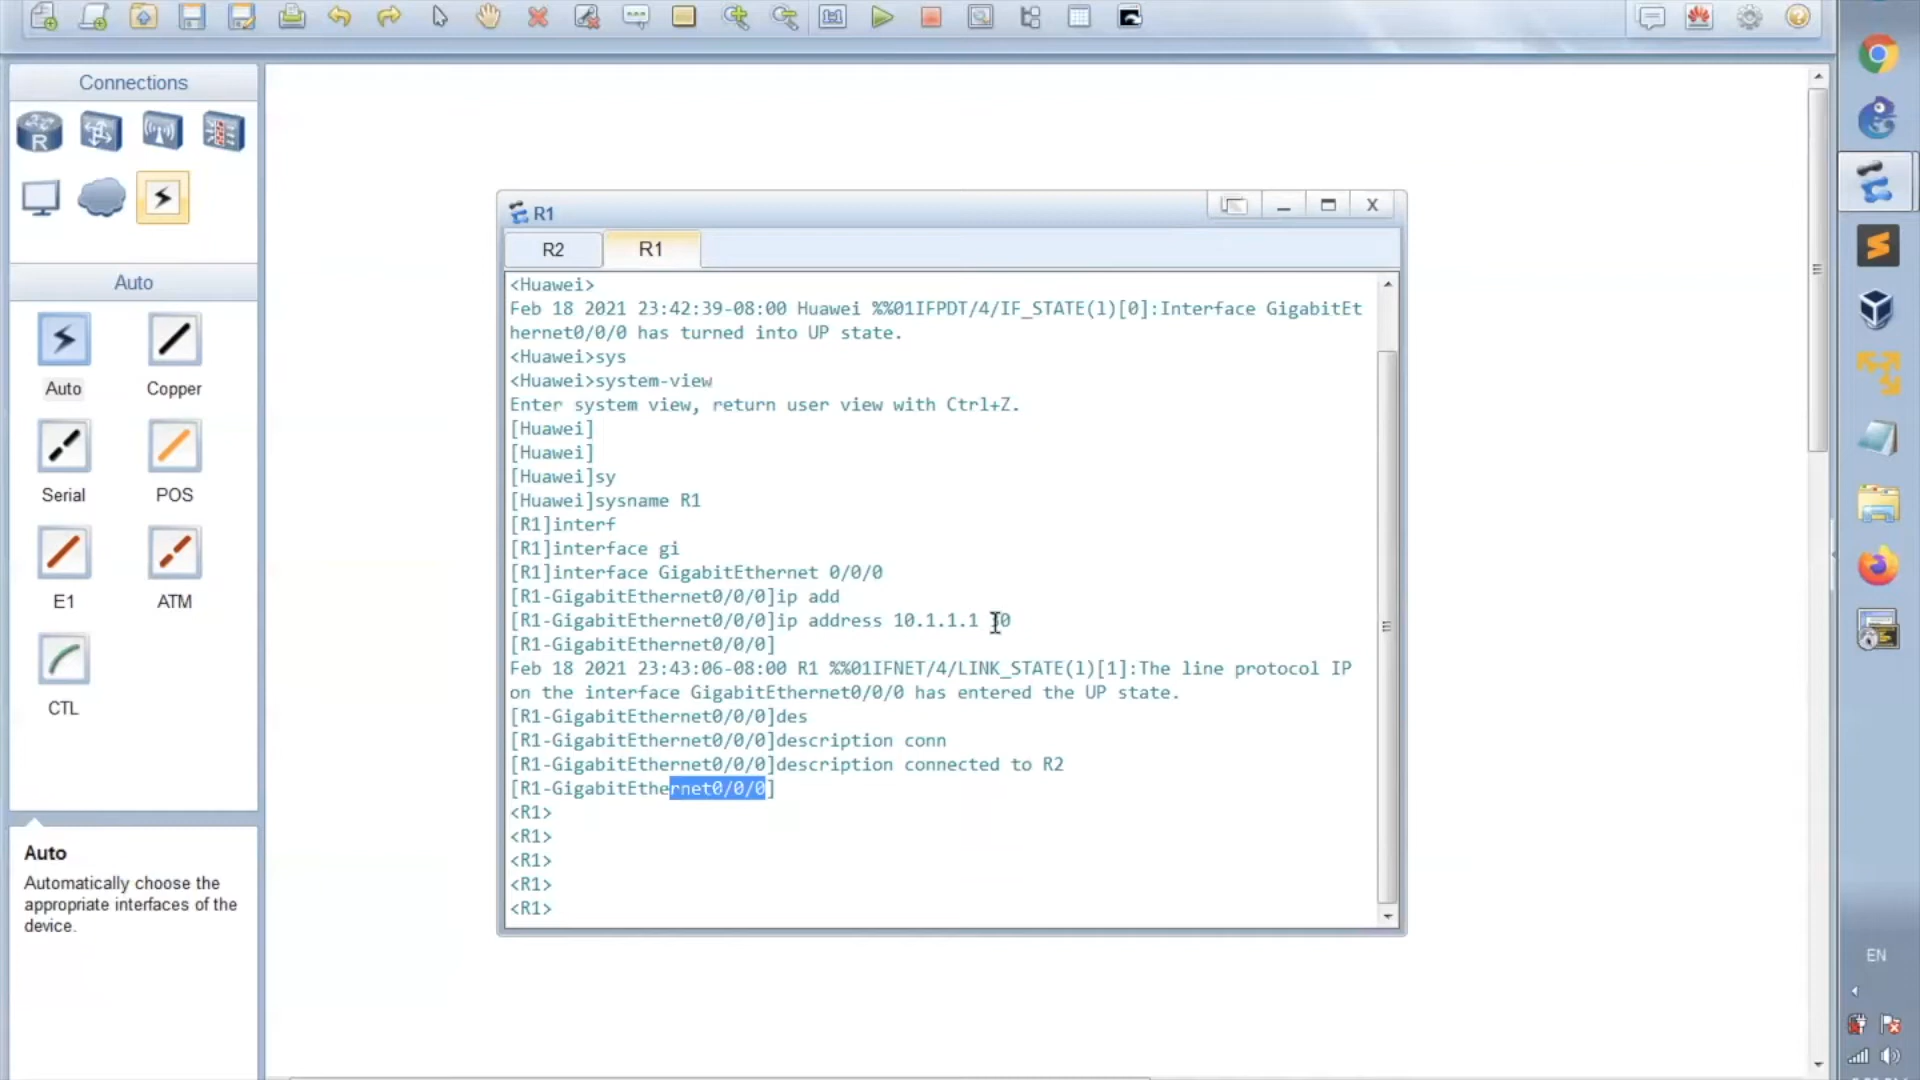 Connections
Auto
Auto
Copper
Serial
POS
E1
ATM
CTL
Auto
Automatically choose the
appropriate interfaces of the
device.
R1
R2
R1
<Huawei>
Feb 18 2021 23:42:39-08:00 Huawei %%01IFPDT/4/IF_STATE(l)[0]:Interface GigabitEt
hernet0/0/0 has turned into UP state.
<Huawei>sys
<Huawei>system-view
Enter system view, return user view with Ctrl+Z.
[Huawei]
[Huawei]
[Huawei]sy
[Huawei]sysname R1
[R1]interf
[R1]interface gi
[R1]interface GigabitEthernet 0/0/0
[R1-GigabitEthernet0/0/0]ip add
[R1-GigabitEthernet0/0/0]ip address 10.1.1.1
[R1-GigabitEthernet0/0/0]
Feb 18 2021 23:43:06-08:00 R1 %%01IFNET/4/LINK_STATE(l)[1]:The line protocol IP
on the interface GigabitEthernet0/0/0 has entered the UP state.
[R1-GigabitEthernet0/0/0]des
[R1-GigabitEthernet0/0/0]description conn
[R1-GigabitEthernet0/0/0]description connected to R2
[R1-GigabitEthernet0/0/0]
<R1>
<R1>
<R1>
<R1>
<R1>
EN